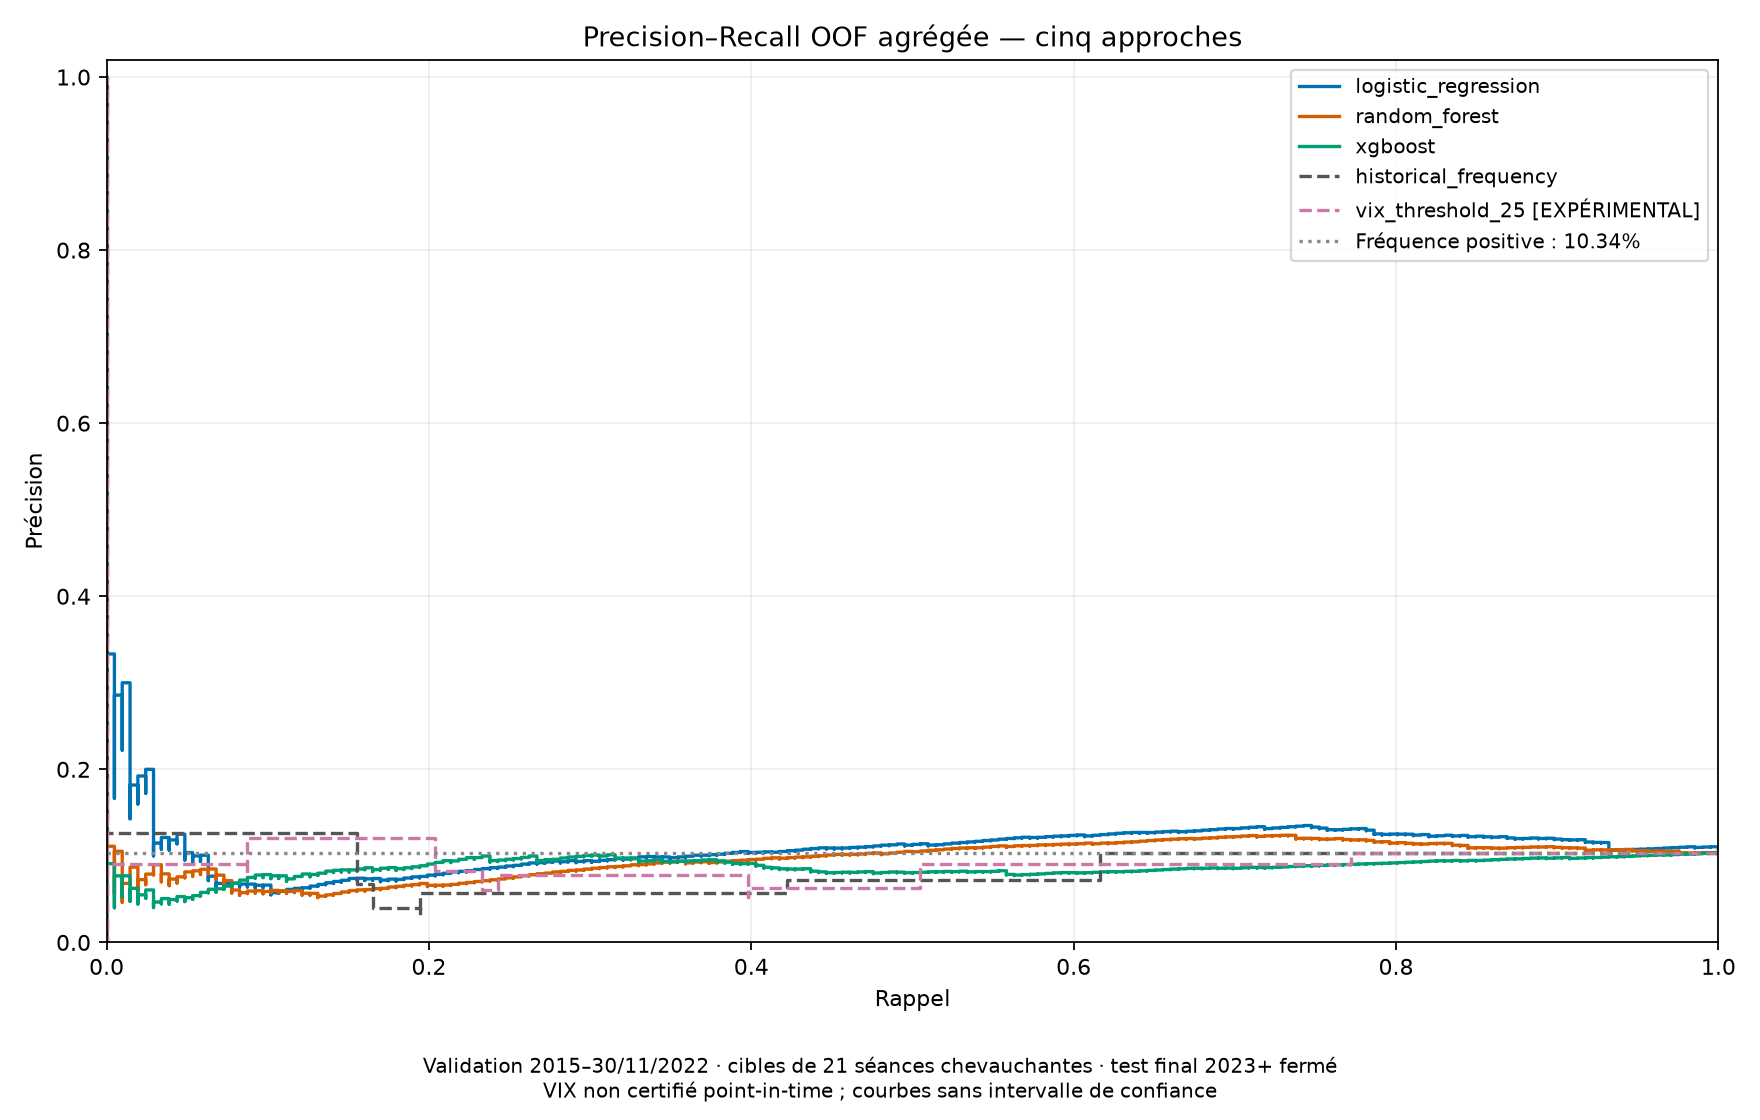 Precision–Recall OOF agrégée — cinq approches
logistic_regression
random_forest
xgboost
historical_frequency
vix_threshold_25 [EXPÉRIMENTAL]
Fréquence positive : 10.34%
Précision
1.0
0.8
0.6
0.4
0.2
0.0
0.0 0.2 0.4 0.6 0.8 1.0
Rappel
Validation 2015–30/11/2022 · cibles de 21 séances chevauchantes · test final 2023+ fermé
VIX non certifié point-in-time ; courbes sans intervalle de confiance